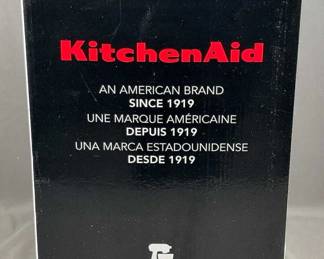 KitchenAid
AN AMERICAN BRAND
SINCE 1919
UNE MARQUE AMÉRICAINE
DEPUIS 1919
UNA MARCA ESTADOUNIDENSE
DESDE 1919